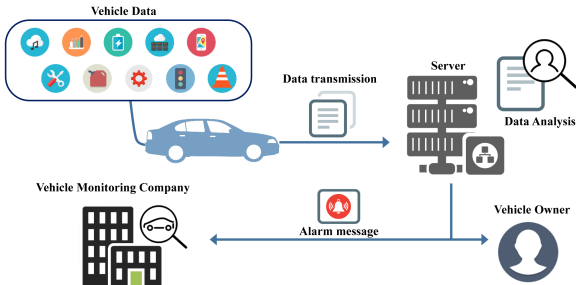 Vehicle Data
Data transmission
Server
Data Analysis
Vehicle Monitoring Company
Alarm message
Vehicle Owner